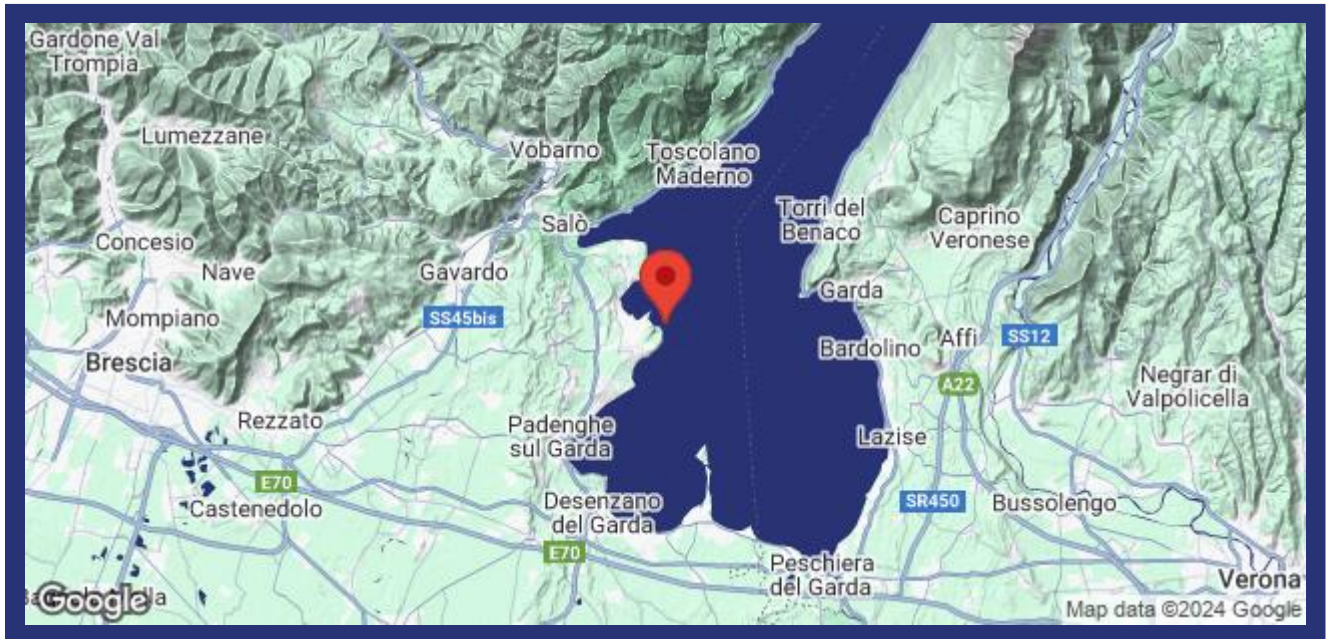 Gardone Val
Trompia
Lumezzane
Vobarno
Toscolano
Maderno
Salò
Torri del
Benaco
Caprino
Veronese
Concesio
Nave
Gavardo
Garda
Mompiano
SS45bis
SS12
Brescia
Bardolino
Affi
A22
Negrar di
Valpolicella
Rezzato
Padenghe
sul Garda
Lazise
E70
Castenedolo
Desenzano
del Garda
SR450
Bussolengo
E70
Peschiera
del Garda
Verona
Google
Map data ©2024 Google